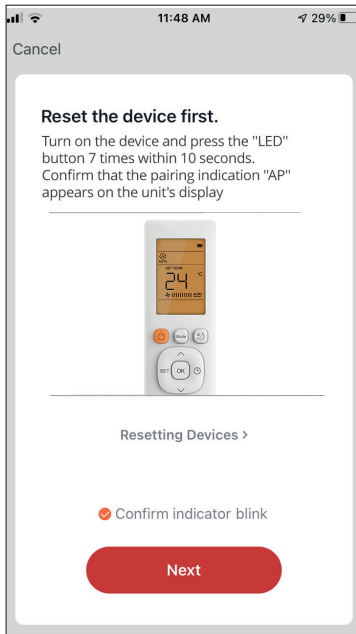 11:48 AM
29%
Cancel
Reset the device first.
Turn on the device and press the "LED"
button 7 times within 10 seconds.
Confirm that the pairing indication "AP"
appears on the unit's display
AUTO
SET TEMP.
24 °C
Mode
SET
OK
Resetting Devices >
Confirm indicator blink
Next